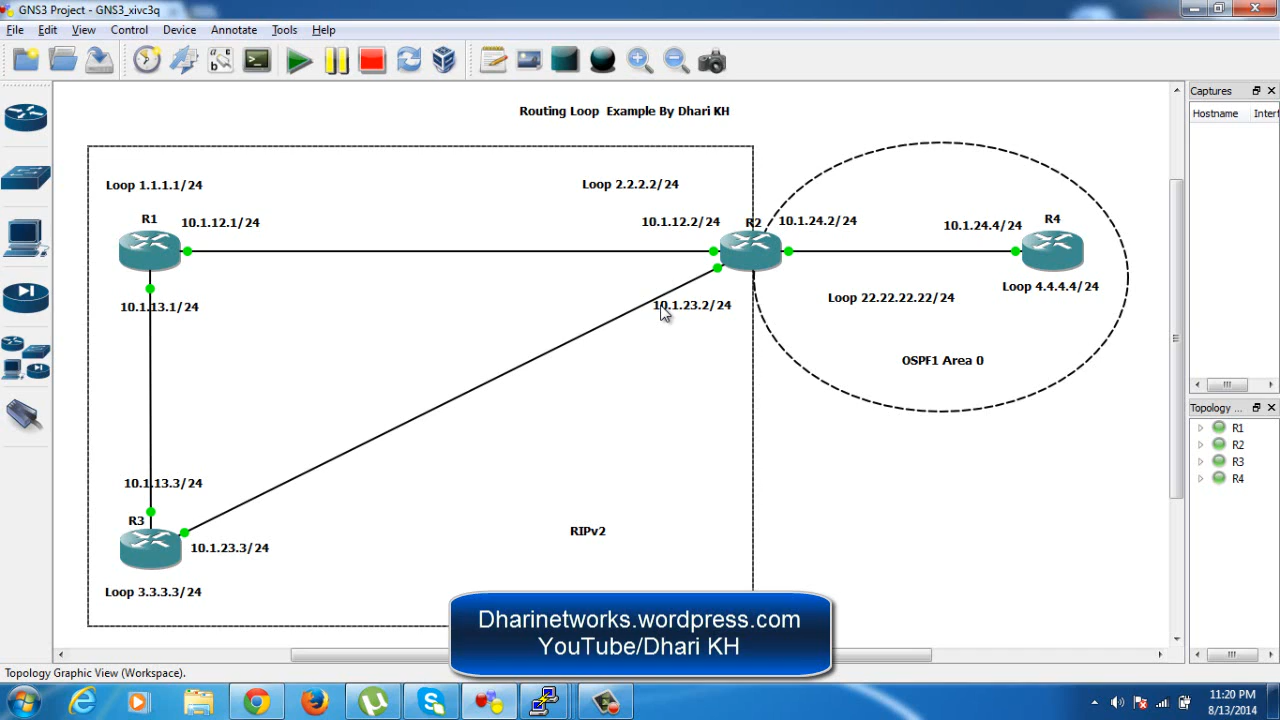 GNS3 Project - GNS3_xivc3q
File Edit View Control Device Annotate Tools Help
Routing Loop Example By Dhari KH
Captures
Hostname Interf
Loop 1.1.1.1/24
Loop 2.2.2.2/24
R1
10.1.12.1/24
10.1.12.2/24
R2
10.1.24.2/24
10.1.24.4/24
R4
10.1.13.1/24
10.1.23.2/24
Loop 22.22.22.22/24
Loop 4.4.4.4/24
OSPF1 Area 0
Topology ...
R1
R2
R3
R4
10.1.13.3/24
R3
10.1.23.3/24
RIPv2
Loop 3.3.3.3/24
Dharinetworks.wordpress.com
YouTube/Dhari KH
Topology Graphic View (Workspace).
11:20 PM
8/13/2014